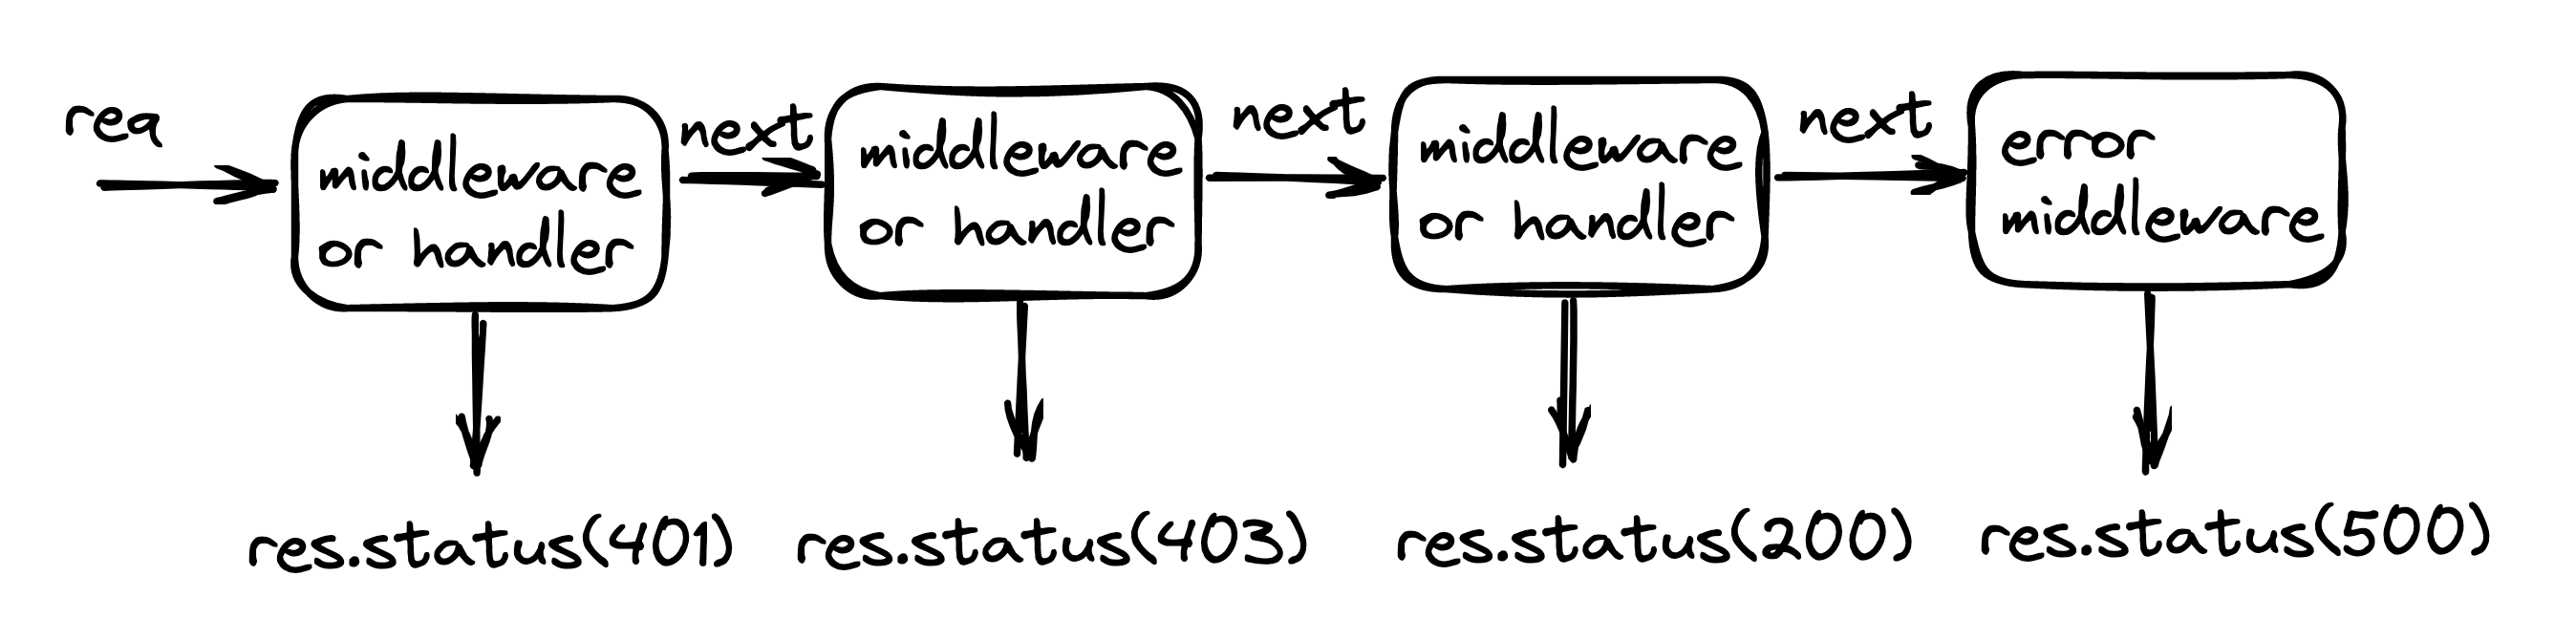 req
middleware
or handler
next
middleware
or handler
next
middleware
or handler
next
error
middleware
res.status(401)
res.status(403)
res.status(200)
res.status(500)